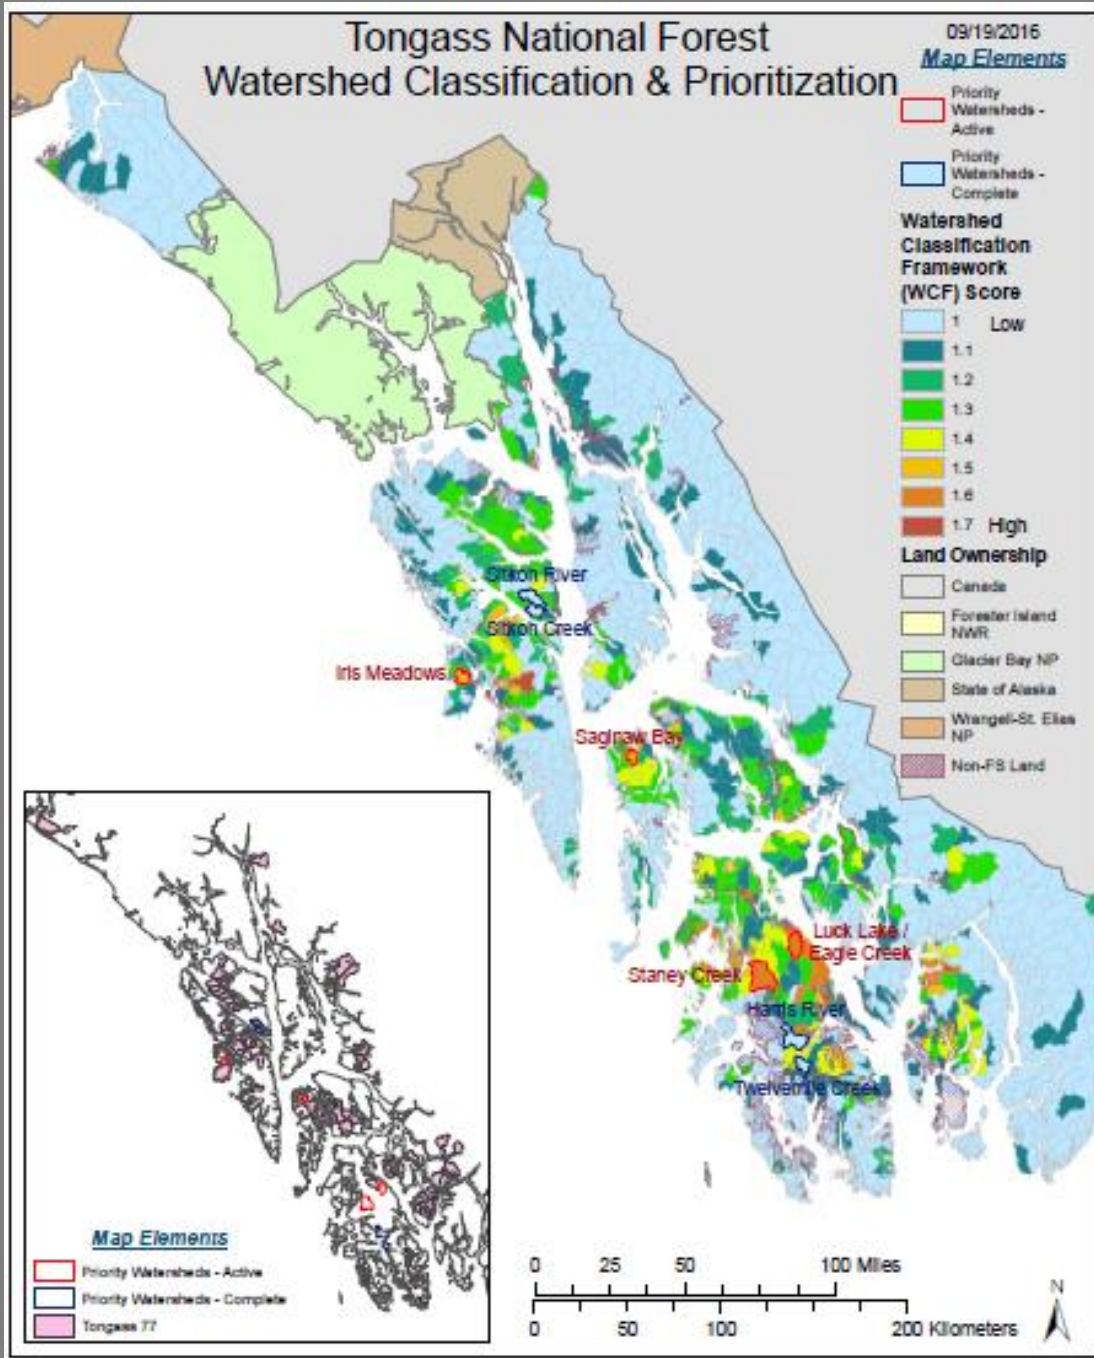 Tongass National Forest
Watershed Classification & Prioritization
09/19/2016
Map Elements
Priority
Watersheds -
Active
Priority
Watersheds -
Complete
Watershed
Classification
Framework
(WCF) Score
1 Low
1.1
1.2
1.3
1.4
1.5
1.6
1.7 High
Land Ownership
Canada
Forester Island
NWR
Glacier Bay NP
State of Alaska
Wrangell-St. Elias
NP
Non-FS Land
Sitkoh River
Sitkoh Creek
Iris Meadows
Saginaw Bay
Luck Lake /
Eagle Creek
Staney Creek
Harris River
Twelvemile Creek
Map Elements
Priority Watersheds - Active
Priority Watersheds - Complete
Tongass 77
0 25 50 100 Miles
0 50 100 200 Kilometers
N